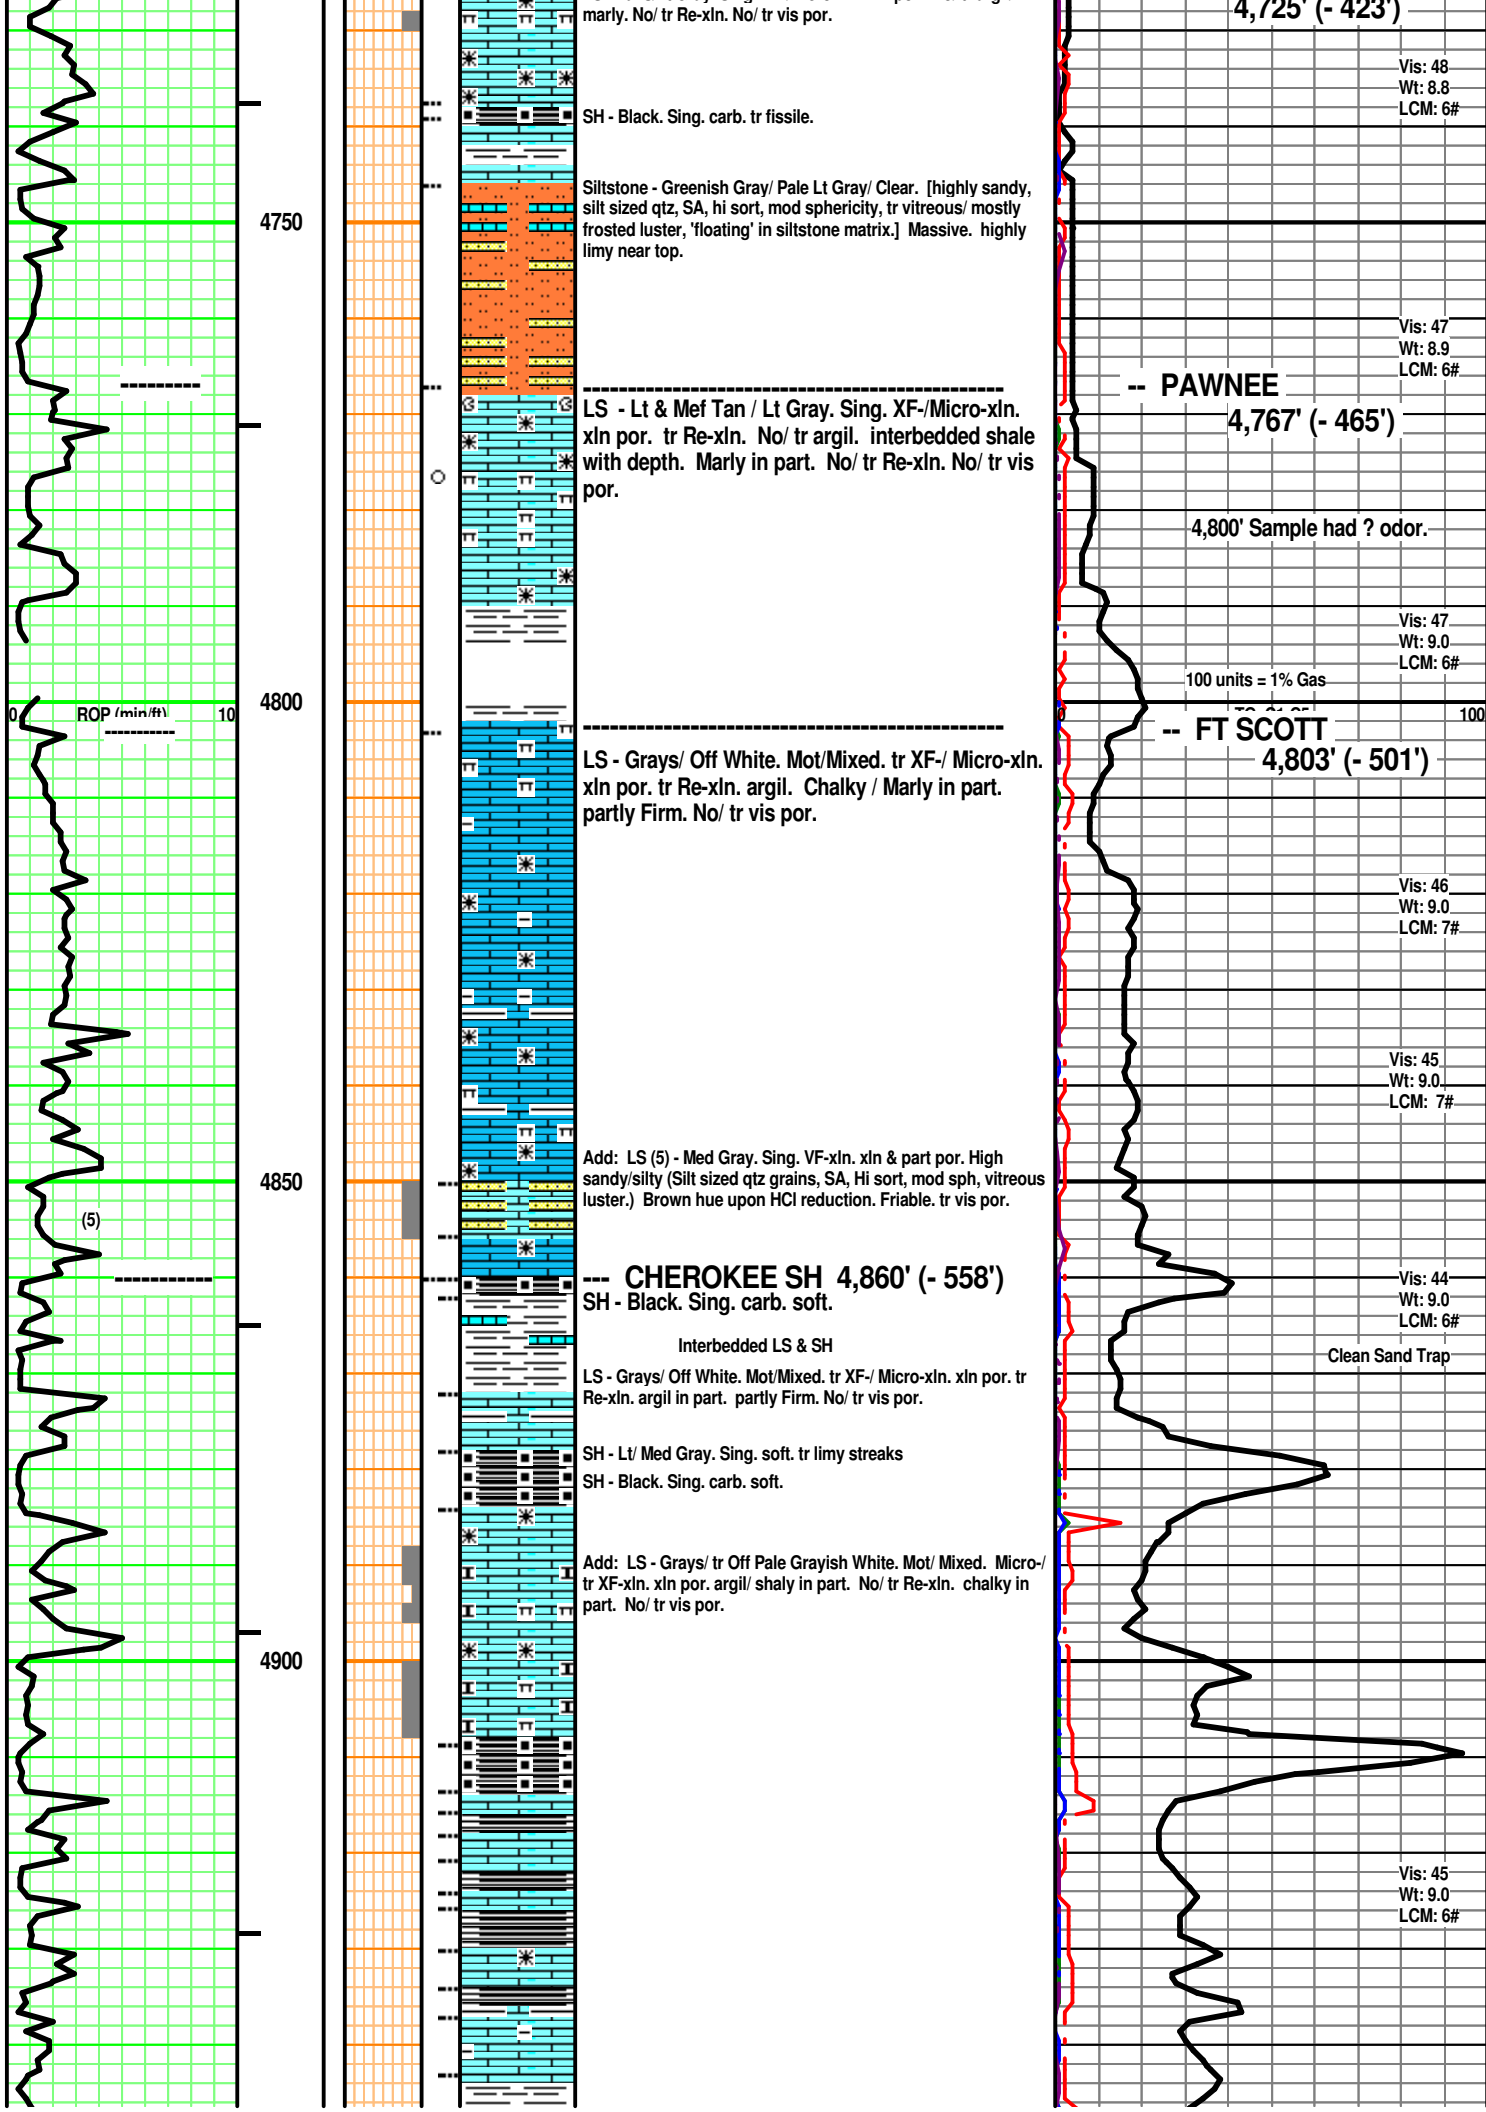 4,725' (- 423')
marly. No/ tr Re-xln. No/ tr vis por.
Vis: 48
Wt: 8.8
LCM: 6#
SH - Black. Sing. carb. tr fissile.
Siltstone - Greenish Gray/ Pale Lt Gray/ Clear. [highly sandy,
silt sized qtz, SA, hi sort, mod sphericity, tr vitreous/ mostly
frosted luster, 'floating' in siltstone matrix.] Massive. highly
limy near top.
4750
Vis: 47
Wt: 8.9
LCM: 6#
-- PAWNEE
4,767' (- 465')
LS - Lt & Mef Tan / Lt Gray. Sing. XF-/Micro-xln.
xln por. tr Re-xln. No/ tr argil. interbedded shale
with depth. Marly in part. No/ tr Re-xln. No/ tr vis
por.
4,800' Sample had ? odor.
Vis: 47
Wt: 9.0
LCM: 6#
100 units = 1% Gas
0 ROP (min/ft) 10
4800
0 100
-- FT SCOTT
4,803' (- 501')
LS - Grays/ Off White. Mot/Mixed. tr XF-/ Micro-xln.
xln por. tr Re-xln. argil. Chalky / Marly in part.
partly Firm. No/ tr vis por.
Vis: 46
Wt: 9.0
LCM: 7#
Vis: 45
Wt: 9.0
LCM: 7#
4850
(5)
Add: LS (5) - Med Gray. Sing. VF-xln. xln & part por. High
sandy/silty (Silt sized qtz grains, SA, Hi sort, mod sph, vitreous
luster.) Brown hue upon HCl reduction. Friable. tr vis por.
--- CHEROKEE SH 4,860' (- 558')
SH - Black. Sing. carb. soft.
Vis: 44
Wt: 9.0
LCM: 6#
Interbedded LS & SH
Clean Sand Trap
LS - Grays/ Off White. Mot/Mixed. tr XF-/ Micro-xln. xln por. tr
Re-xln. argil in part. partly Firm. No/ tr vis por.
SH - Lt/ Med Gray. Sing. soft. tr limy streaks
SH - Black. Sing. carb. soft.
Add: LS - Grays/ tr Off Pale Grayish White. Mot/ Mixed. Micro-/
tr XF-xln. xln por. argil/ shaly in part. No/ tr Re-xln. chalky in
part. No/ tr vis por.
4900
Vis: 45
Wt: 9.0
LCM: 6#